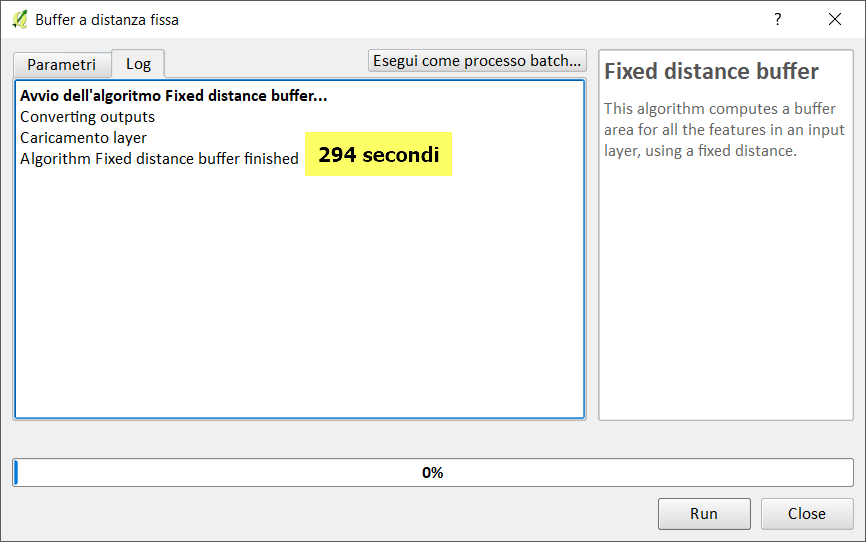 Buffer a distanza fissa
?
Parametri
Log
Esegui come processo batch...
Avvio dell'algoritmo Fixed distance buffer...
Converting outputs
Caricamento layer
Algorithm Fixed distance buffer finished
294 secondi
Fixed distance buffer
This algorithm computes a buffer
area for all the features in an input
layer, using a fixed distance.
0%
Run
Close